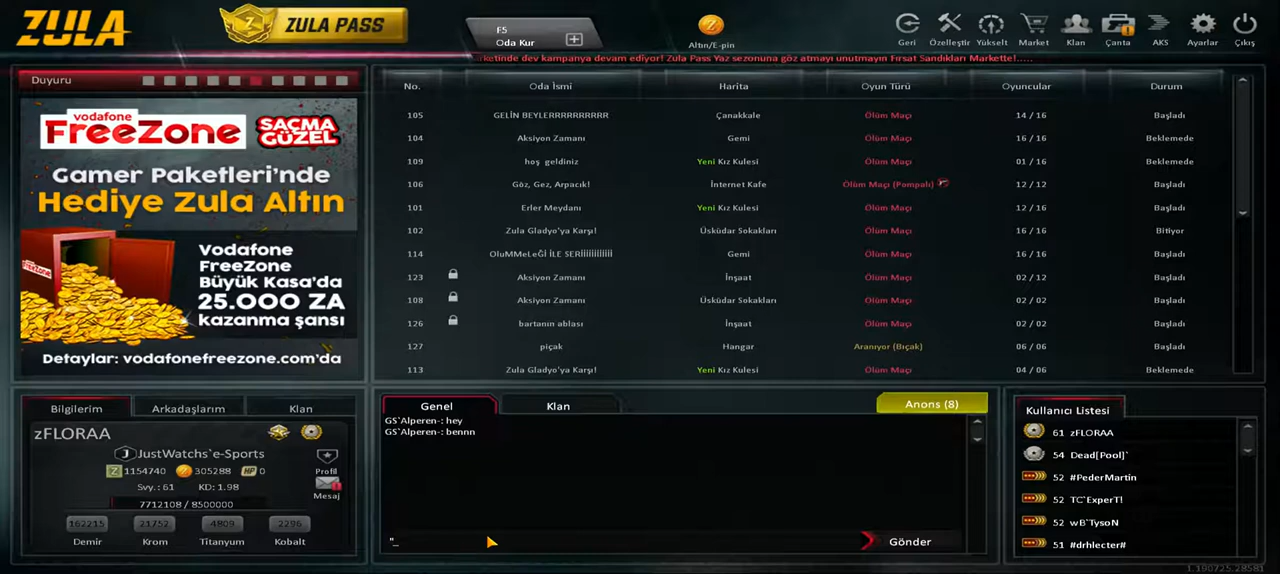 ZULA
ZULA PASS
F5
Oda Kur
Altın/E-pin
Geri
Özelleştir
Yükselt
Market
Klan
Çanta
AKS
Ayarlar
Çıkış
rketinde dev kampanya devam ediyor! Zula Pass Yaz sezonuna göz atmayı unutmayın Fırsat Sandıkları Markette!.....
Duyuru
vodafone
FreeZone
SAÇMA
GÜZEL
Gamer Paketleri’nde
Hediye Zula Altın
FreeZone
Vodafone
FreeZone
Büyük Kasa’da
25.000 ZA
kazanma şansı
Detaylar: vodafonefreezone.com’da
No. Oda İsmi Harita Oyun Türü Oyuncular Durum
105 GELİN BEYLERRRRRRRRRR Çanakkale Ölüm Maçı 14 / 16 Başladı
104 Aksiyon Zamanı Gemi Ölüm Maçı 16 / 16 Beklemede
109 hoş geldiniz Yeni Kız Kulesi Ölüm Maçı 01 / 16 Beklemede
106 Göz, Gez, Arpacık! İnternet Kafe Ölüm Maçı (Pompalı) 12 / 12 Başladı
101 Erler Meydanı Yeni Kız Kulesi Ölüm Maçı 12 / 16 Başladı
102 Zula Gladyo'ya Karşı! Üsküdar Sokakları Ölüm Maçı 16 / 16 Bitiyor
114 OluMMeLeĞİ İLE SERİİİİİİİİİİİ Gemi Ölüm Maçı 16 / 16 Başladı
123 Aksiyon Zamanı İnşaat Ölüm Maçı 02 / 12 Başladı
108 Aksiyon Zamanı Üsküdar Sokakları Ölüm Maçı 02 / 02 Başladı
126 bartanın ablası İnşaat Ölüm Maçı 02 / 02 Başladı
127 piçak Hangar Aranıyor (Bıçak) 06 / 06 Başladı
113 Zula Gladyo'ya Karşı! Yeni Kız Kulesi Ölüm Maçı 04 / 06 Beklemede
Bilgilerim Arkadaşlarım Klan
zFLORAA
JustWatchs`e-Sports
1154740 305288 HP 0
Svy. : 61 KD: 1.98
7712108 / 8500000
Profil
Mesaj
162215 21752 4809 2296
Demir Krom Titanyum Kobalt
Genel Klan Anons (8)
GS`Alperen-: hey
GS`Alperen-: bennn
"_
Gönder
Kullanıcı Listesi
61 zFLORAA
54 Dead[Pool]`
52 #PederMartin
52 TC`ExperT!
52 wB`TysoN
51 #drhlecter#
1.190725.28581